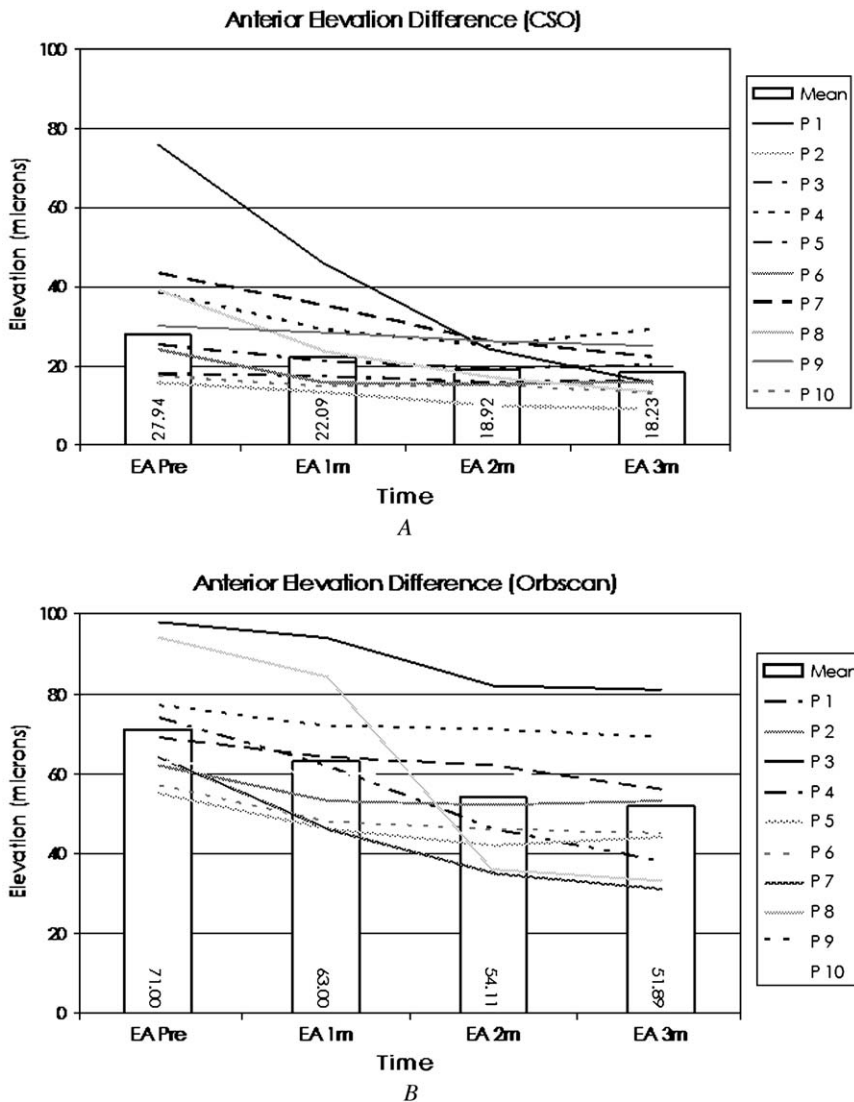 Anterior Elevation Difference (CSO)
100
80
60
40
20
0
Elevation (microns)
27.94
22.09
18.92
18.23
EA Pre
EA 1m
EA 2m
EA 3m
Time
Mean
P 1
P 2
P 3
P 4
P 5
P 6
P 7
P 8
P 9
P 10
A
Anterior Elevation Difference (Orbscan)
100
80
60
40
20
0
Elevation (microns)
71.00
63.00
54.11
51.89
EA Pre
EA 1m
EA 2m
EA 3m
Time
Mean
P 1
P 2
P 3
P 4
P 5
P 6
P 7
P 8
P 9
P 10
B